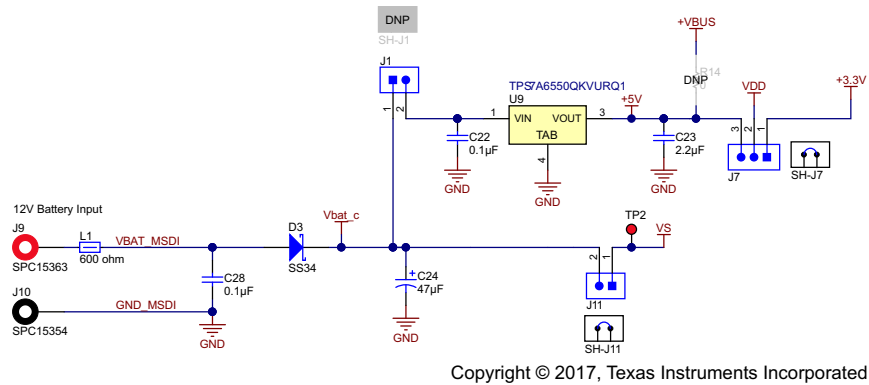 DNP
SH-J1
J1
1
2
TPS7A6550QKVURQ1
U9
1
VIN
VOUT
3
TAB
4
GND
C22
0.1µF
GND
+5V
C23
2.2µF
GND
+VBUS
R14
0
DNP
VDD
+3.3V
3
2
1
J7
SH-J7
12V Battery Input
J9
SPC15363
L1
600 ohm
VBAT_MSDI
C28
0.1µF
GND
J10
SPC15354
GND_MSDI
D3
SS34
Vbat_c
C24
47µF
+
GND
TP2
VS
2
1
J11
SH-J11
Copyright © 2017, Texas Instruments Incorporated